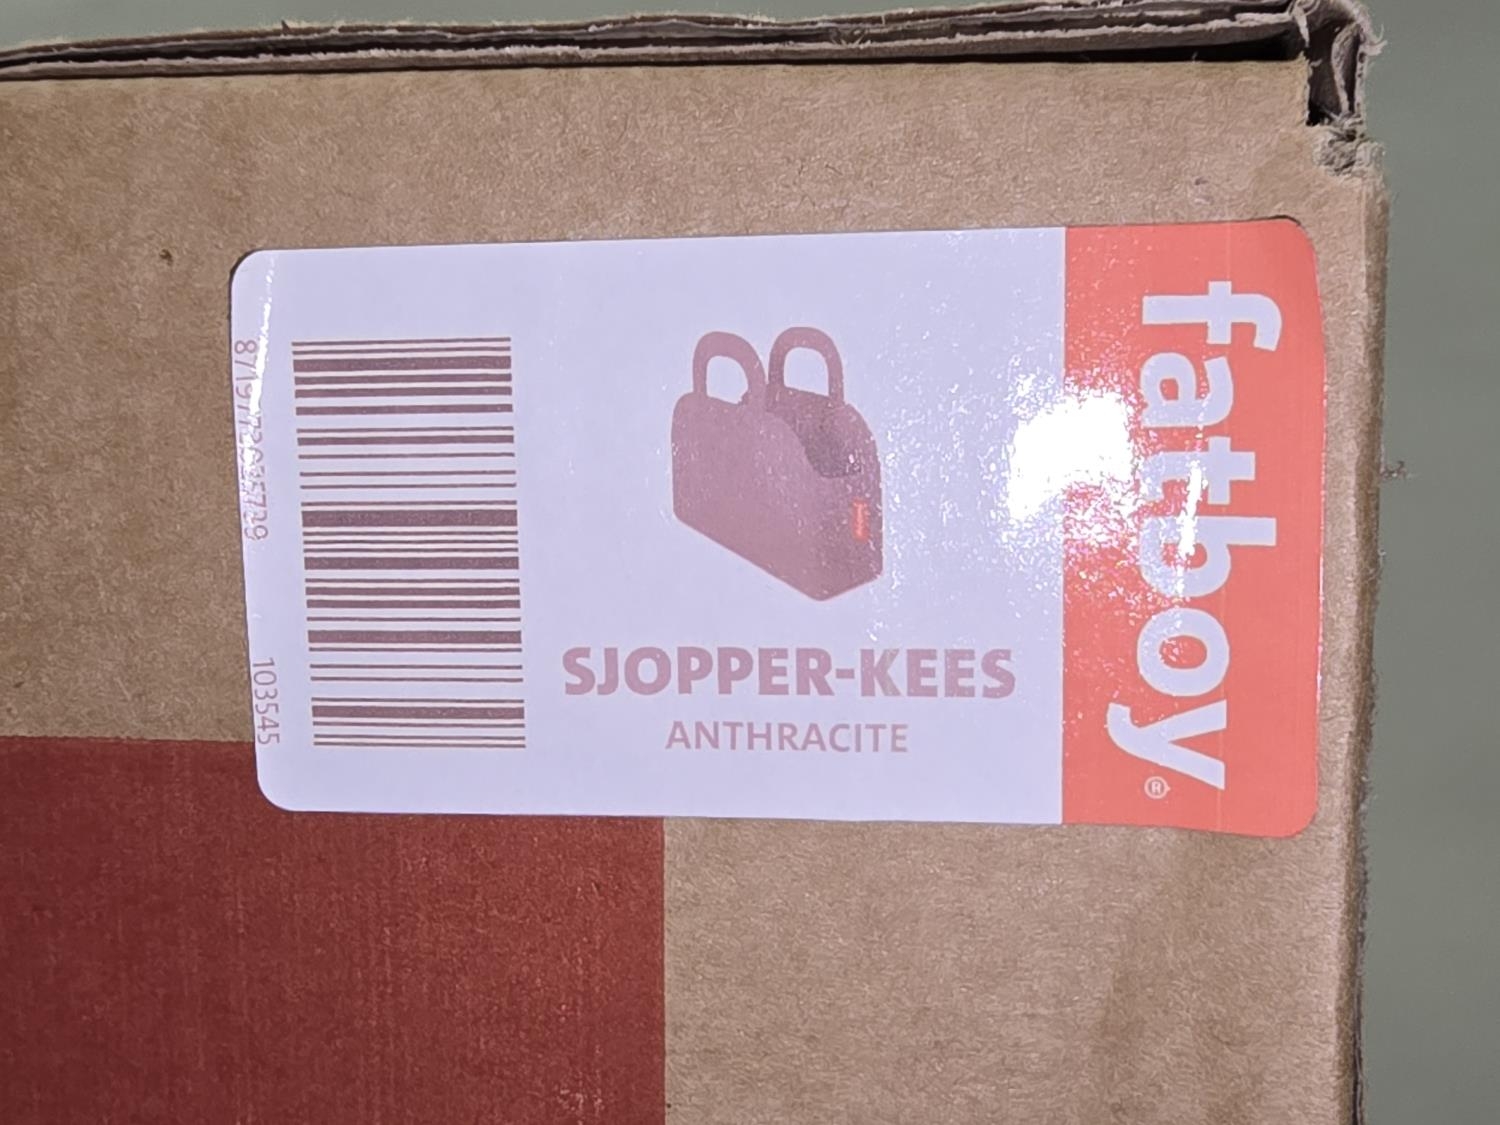 fatboy®
SJOPPER-KEES
ANTHRACITE
103545